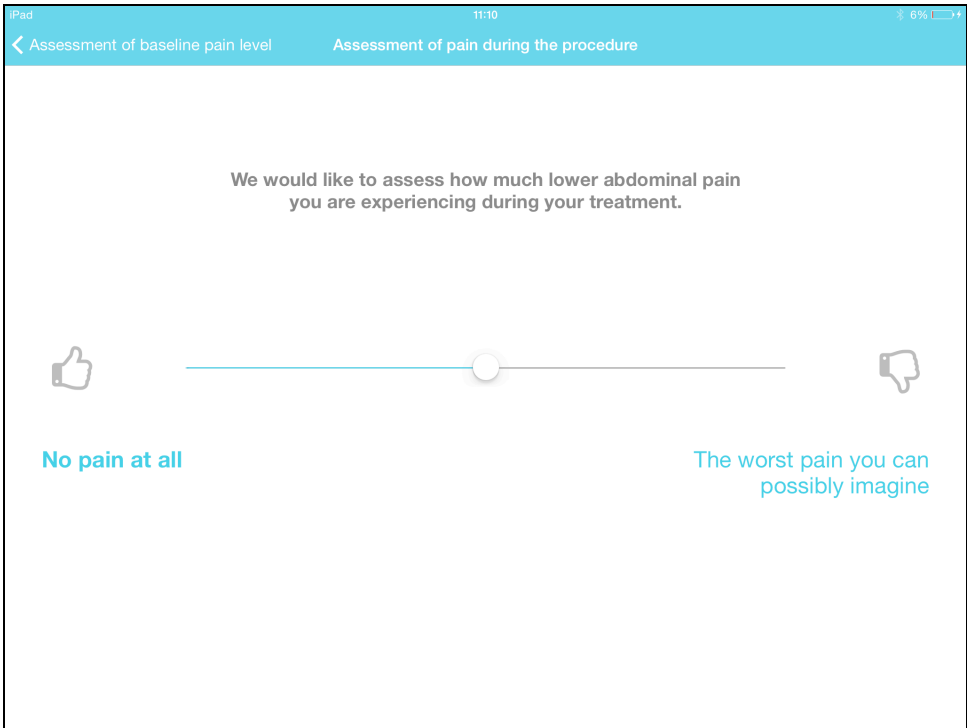 iPad
11:10
6%
Assessment of baseline pain level
Assessment of pain during the procedure
We would like to assess how much lower abdominal pain
you are experiencing during your treatment.
No pain at all
The worst pain you can
possibly imagine